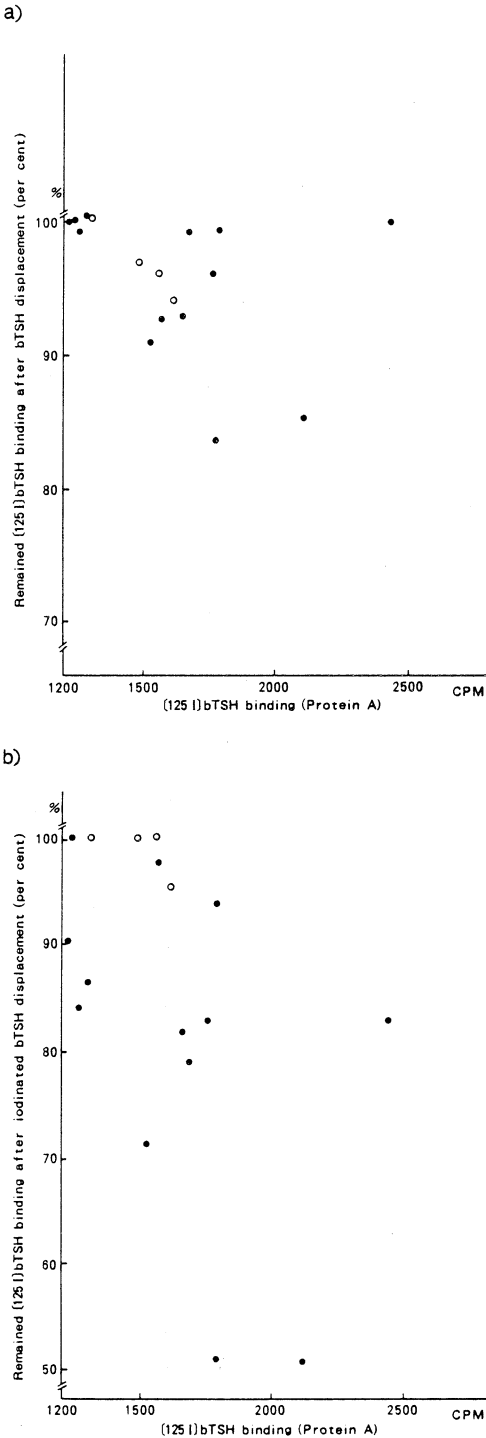 a)
Remained [125 I]bTSH binding after bTSH displacement (per cent)
%
100
90
80
70
1200
1500
2000
2500
CPM
[125 I]bTSH binding (Protein A)
b)
Remained [125 I]bTSH binding after iodinated bTSH displacement (per cent)
%
100
90
80
70
60
50
1200
1500
2000
2500
CPM
[125 I]bTSH binding (Protein A)